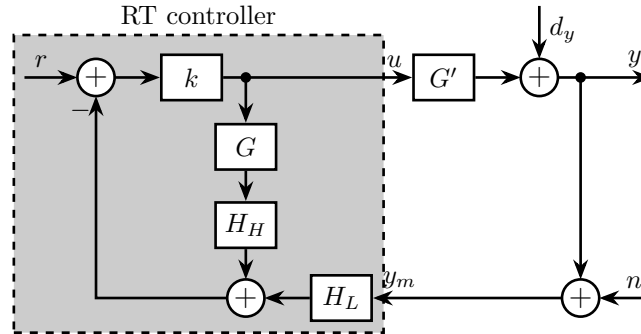 RT controller
d_y
r
+
k
u
G′
+
y
−
G
H_H
+
H_L
y_m
+
n